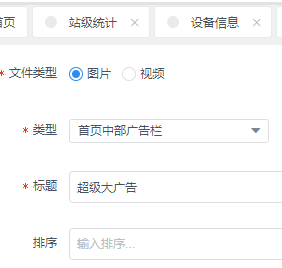 首页 站级统计 × 设备信息 ×
* 文件类型 图片 视频
* 类型 首页中部广告栏
* 标题 超级大广告
排序 输入排序...